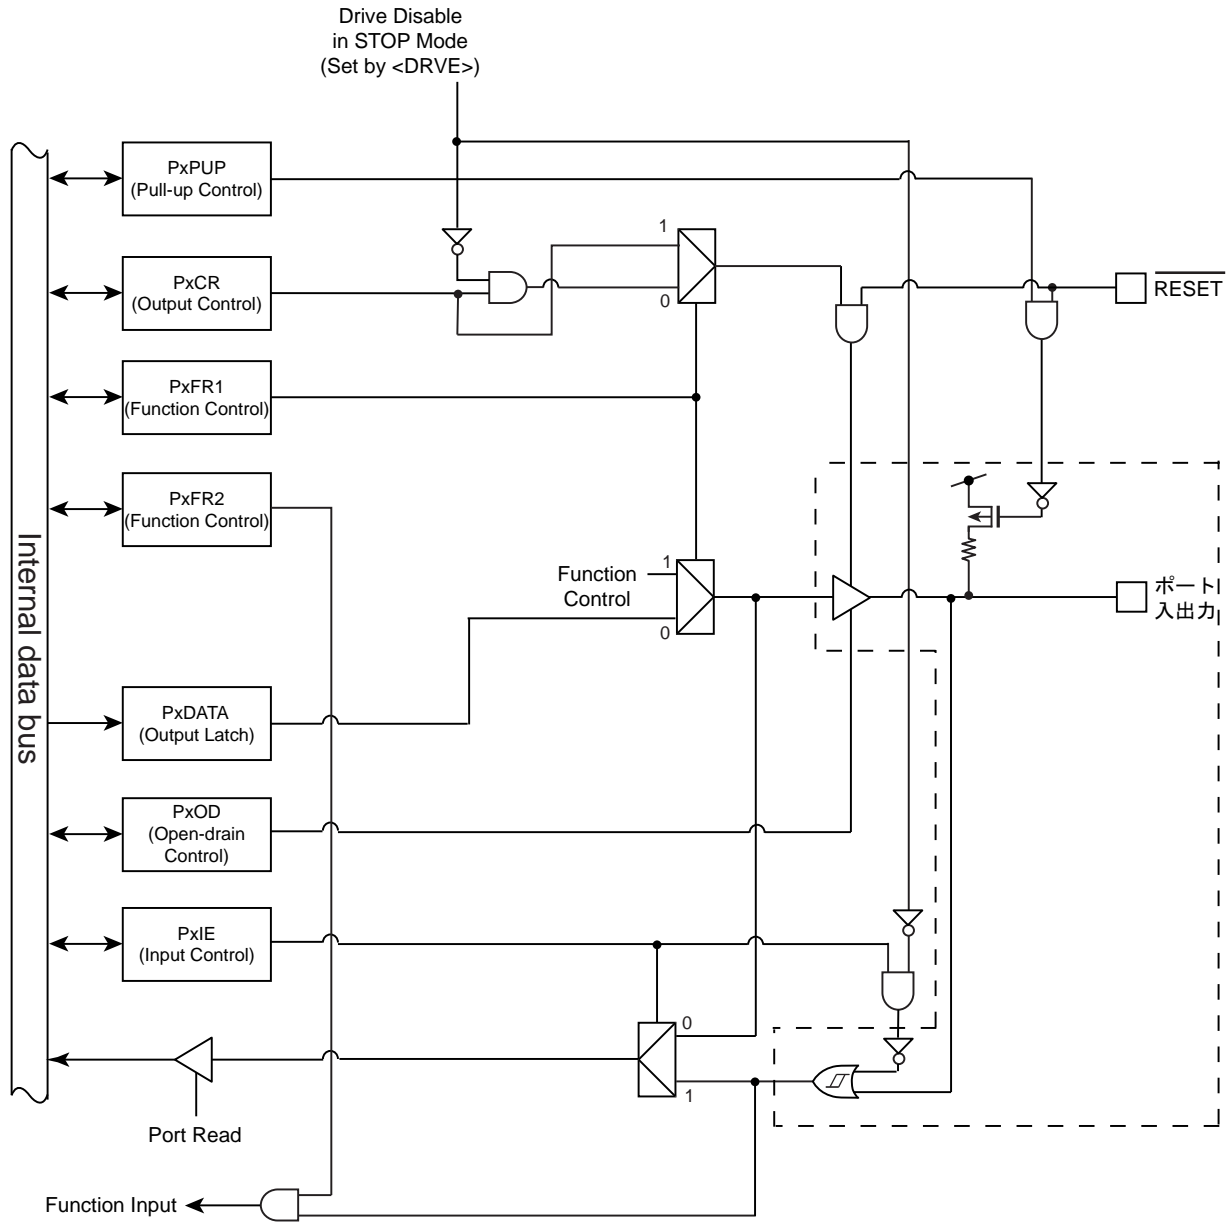 Drive Disable
in STOP Mode
(Set by <DRVE>)
PxPUP
(Pull-up Control)
1
PxCR
(Output Control)
0
RESET
PxFR1
(Function Control)
PxFR2
(Function Control)
Internal data bus
1
Function
Control
0
ポート
入出力
PxDATA
(Output Latch)
PxOD
(Open-drain
Control)
PxIE
(Input Control)
0
1
Port Read
Function Input